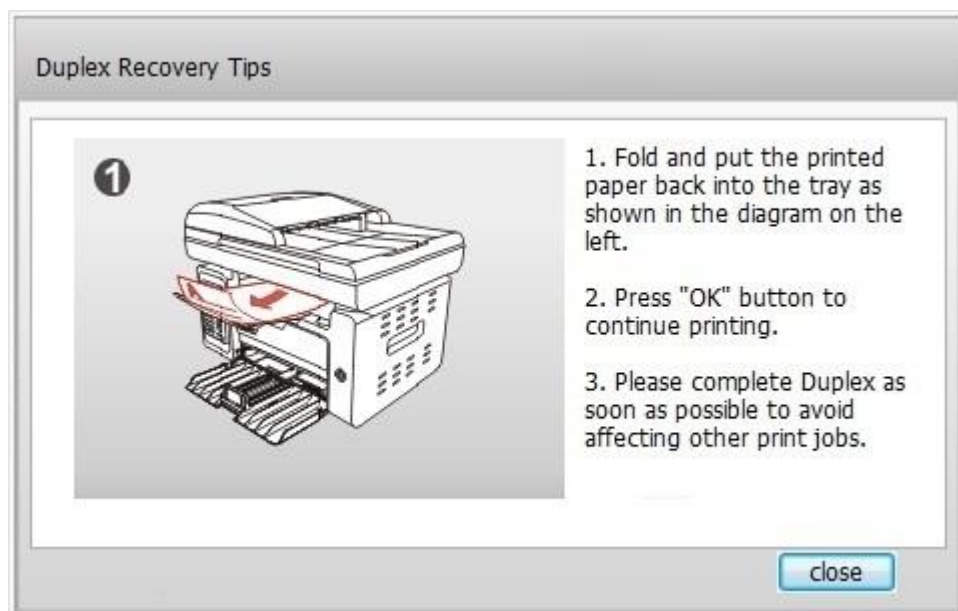 Duplex Recovery Tips
1
1. Fold and put the printed
paper back into the tray as
shown in the diagram on the
left.
2. Press "OK" button to
continue printing.
3. Please complete Duplex as
soon as possible to avoid
affecting other print jobs.
close